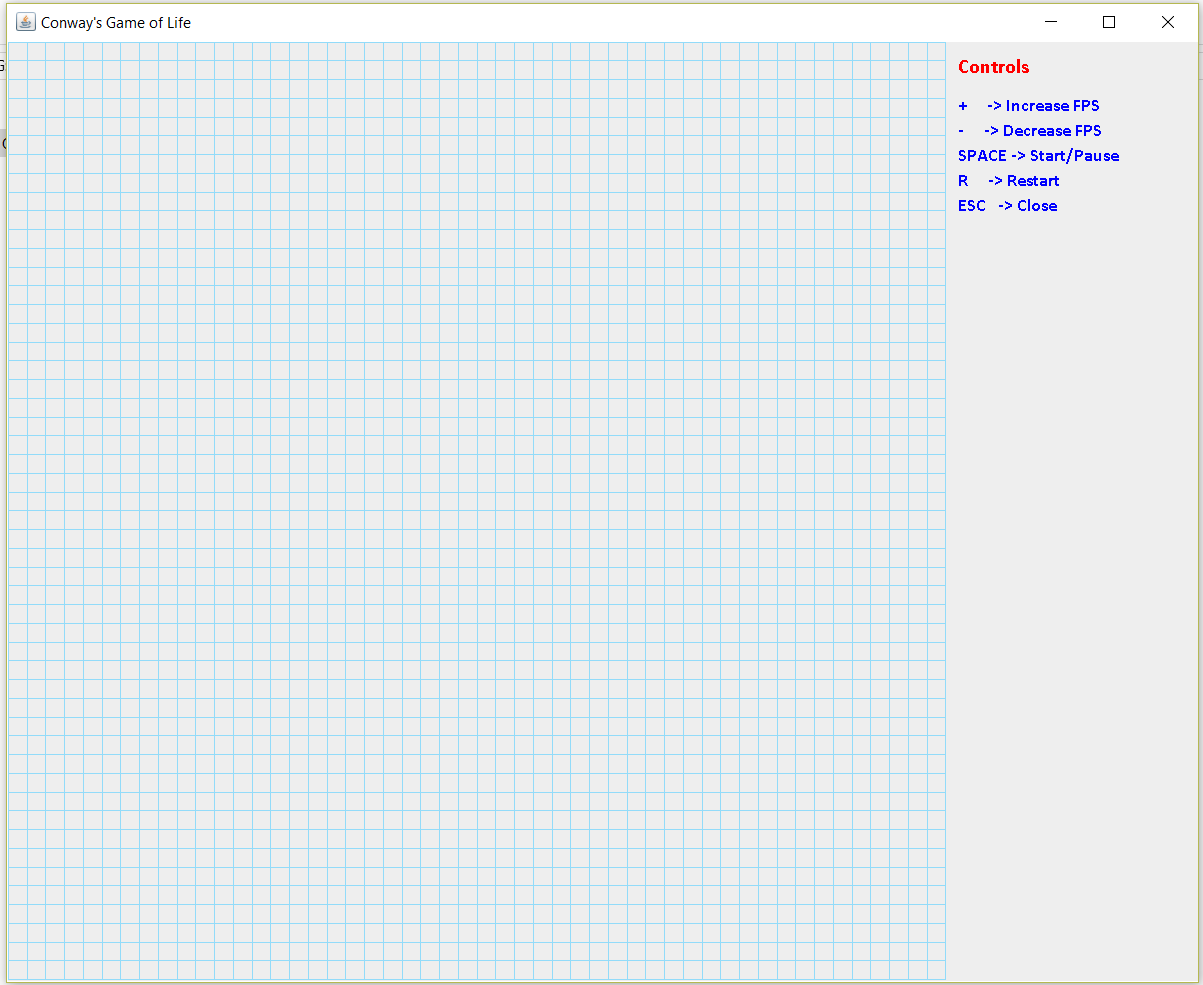 Conway's Game of Life
Controls
+ -> Increase FPS
- -> Decrease FPS
SPACE -> Start/Pause
R -> Restart
ESC -> Close